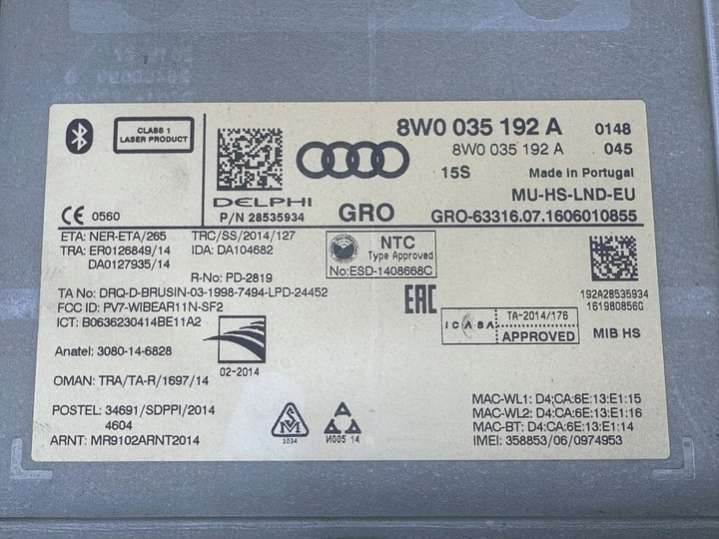 CLASS 1
LASER PRODUCT
8W0 035 192 A 0148
8W0 035 192 A 045
15S Made in Portugal
MU-HS-LND-EU
DELPHI
P/N 28535934
GRO GRO-63316.07.1606010855
CE 0560
ETA: NER-ETA/265 TRC/SS/2014/127
TRA: ER0126849/14 IDA: DA104682
DA0127935/14
R-No: PD-2819
NTC
Type Approved
No:ESD-1408668C
TA No: DRQ-D-BRUSIN-03-1998-7494-LPD-24452
FCC ID: PV7-WIBEAR11N-SF2
ICT: B0636230414BE11A2
EAC
192A28535934
161980856G
ICASA
TA-2014/176
APPROVED
MIB HS
Anatel: 3080-14-6828
02-2014
OMAN: TRA/TA-R/1697/14
POSTEL: 34691/SDPPI/2014
4604
ARNT: MR9102ARNT2014
2034
И005 14
MAC-WL1: D4;CA:6E:13:E1:15
MAC-WL2: D4:CA:6E:13:E1:16
MAC-BT: D4:CA:6E:13:E1:14
IMEI: 358853/06/0974953